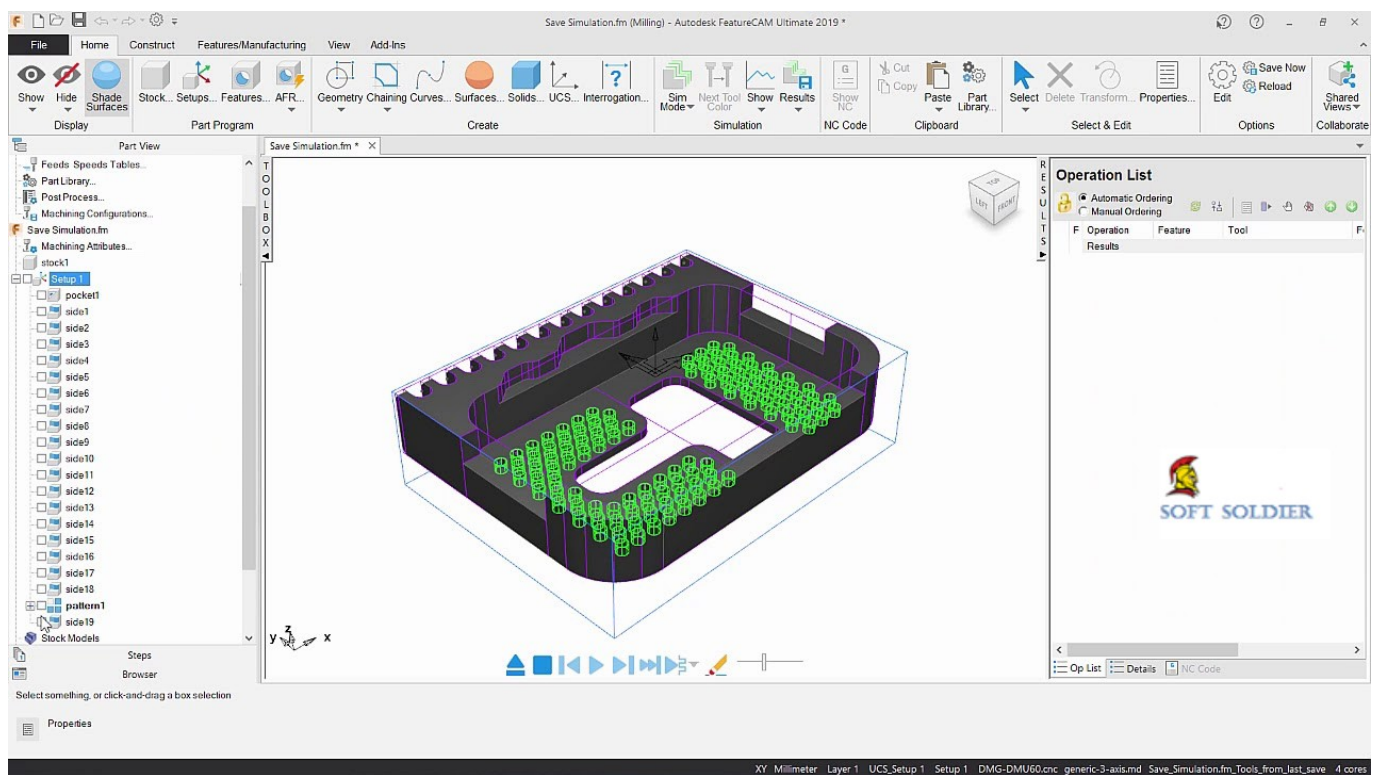 Save Simulation.fm (Milling) - Autodesk FeatureCAM Ultimate 2019 *
File Home Construct Features/Manufacturing View Add-Ins
Show Hide Shade Surfaces Stock... Setups... Features... AFR... Geometry Chaining Curves... Surfaces... Solids... UCS... Interrogation... Sim Mode Next Tool Color Show Results Show NC Cut Copy Paste Part Library... Select Delete Transform... Properties... Edit Save Now Reload Shared Views
Display Part Program Create Simulation NC Code Clipboard Select & Edit Options Collaborate
Part View
Save Simulation.fm *
Feeds Speeds Tables...
Part Library...
Post Process...
Machining Configurations...
Save Simulation.fm
Machining Attributes...
stock1
Setup 1
pocket1
side1
side2
side3
side4
side5
side6
side7
side8
side9
side10
side11
side12
side13
side14
side15
side16
side17
side18
pattern1
side19
Stock Models
Steps
Browser
TOOLBOX
TOP
LEFT FRONT
z
y x
RESULTS
Operation List
Automatic Ordering
Manual Ordering
F Operation Feature Tool
Results
SOFT SOLDIER
Op List Details NC Code
Select something, or click-and-drag a box selection
Properties
XY Millimeter Layer 1 UCS_Setup 1 Setup 1 DMG-DMU60.cnc generic-3-axis.md Save_Simulation.fm_Tools_from_last_save 4 cores